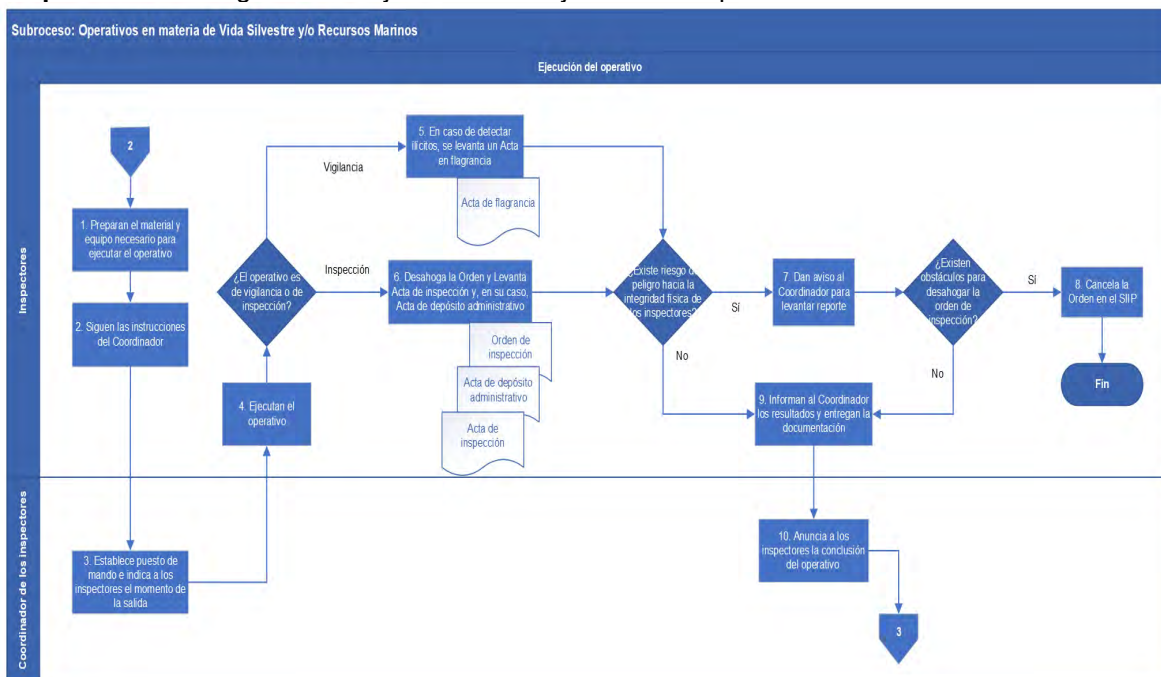 Subproceso: Operativos en materia de Vida Silvestre y/o Recursos Marinos
Ejecución del operativo
Inspectores
2
1. Preparan el material y
equipo necesario para
ejecutar el operativo
2. Siguen las instrucciones
del Coordinador
4. Ejecutan el
operativo
¿El operativo es
de vigilancia o de
inspección?
Vigilancia
5. En caso de detectar
ilícitos, se levanta un Acta
en flagrancia
Acta de flagrancia
Inspección
6. Desahoga la Orden y Levanta
Acta de inspección y, en su caso,
Acta de depósito administrativo
Orden de
inspección
Acta de depósito
administrativo
Acta de
inspección
¿Existe riesgo de
peligro hacia la
integridad física de
los inspectores?
Sí
No
7. Dan aviso al
Coordinador para
levantar reporte
¿Existen
obstáculos para
desahogar la
orden de
inspección?
Sí
No
8. Cancela la
Orden en el SIIP
Fin
9. Informan al Coordinador
los resultados y entregan la
documentación
Coordinador de los inspectores
3. Establece puesto de
mando e indica a los
inspectores el momento de
la salida
10. Anuncia a los
inspectores la conclusión
del operativo
3